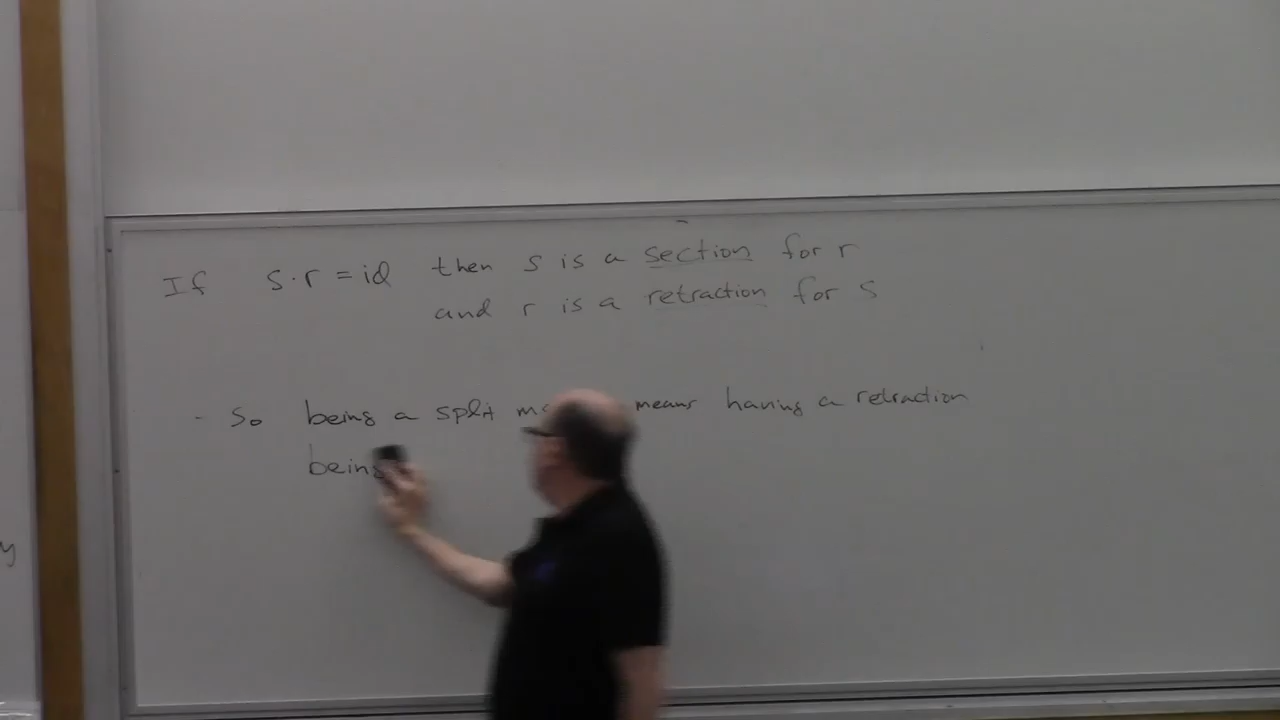 If s·r = id then s is a section for r
and r is a retraction for s
- So being a split means having a retraction
being
y